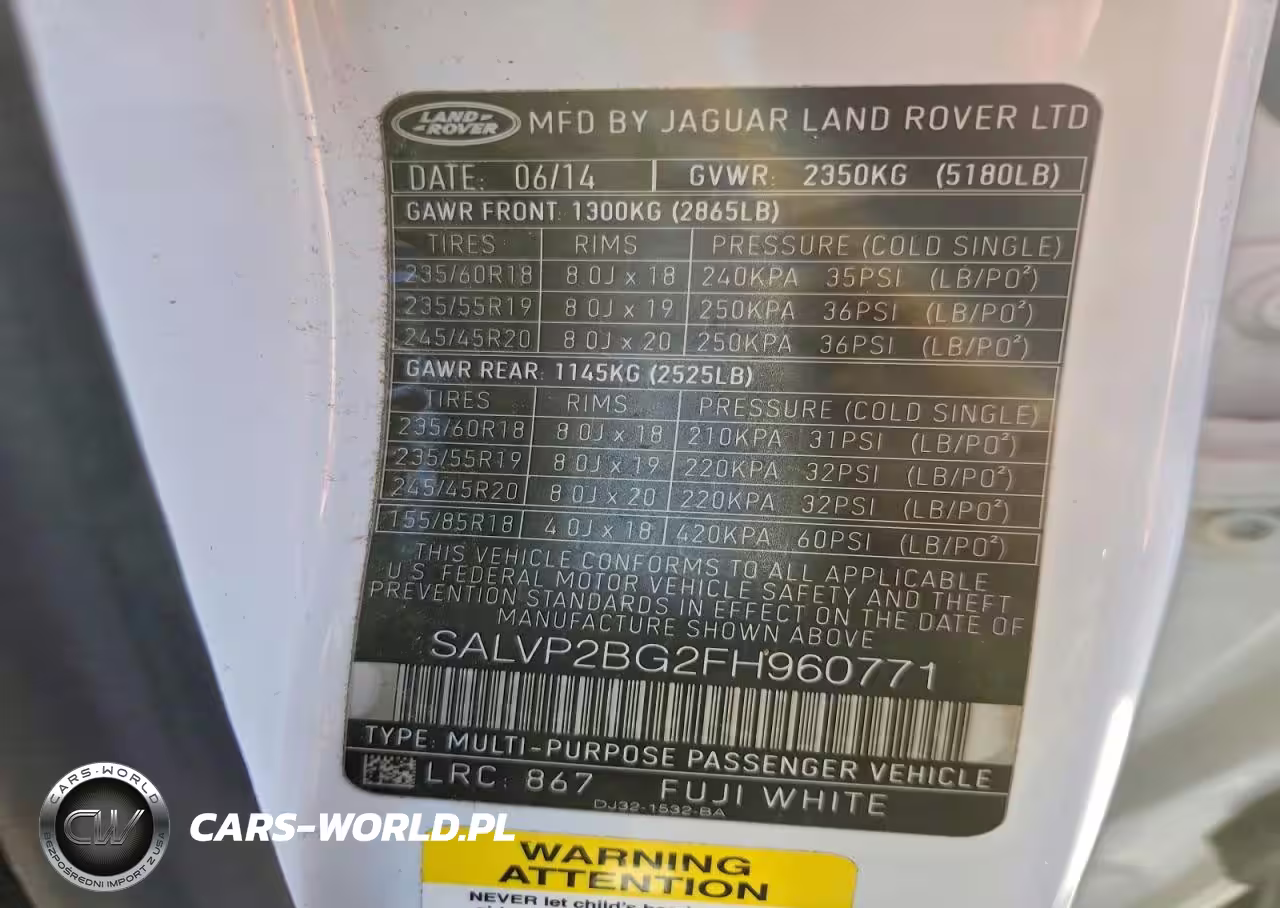 LAND ROVER MFD BY JAGUAR LAND ROVER LTD
DATE: 06/14 GVWR: 2350KG (5180LB)
GAWR FRONT: 1300KG (2865LB)
TIRES RIMS PRESSURE (COLD SINGLE)
235/60R18 8.0J x 18 240KPA 35PSI (LB/PO²)
235/55R19 8.0J x 19 250KPA 36PSI (LB/PO²)
245/45R20 8.0J x 20 250KPA 36PSI (LB/PO²)
GAWR REAR: 1145KG (2525LB)
TIRES RIMS PRESSURE (COLD SINGLE)
235/60R18 8.0J x 18 210KPA 31PSI (LB/PO²)
235/55R19 8.0J x 19 220KPA 32PSI (LB/PO²)
245/45R20 8.0J x 20 220KPA 32PSI (LB/PO²)
155/85R18 4.0J x 18 420KPA 60PSI (LB/PO²)
THIS VEHICLE CONFORMS TO ALL APPLICABLE
U.S. FEDERAL MOTOR VEHICLE SAFETY AND THEFT
PREVENTION STANDARDS IN EFFECT ON THE DATE OF
MANUFACTURE SHOWN ABOVE
SALVP2BG2FH960771
TYPE: MULTI-PURPOSE PASSENGER VEHICLE
LRC: 867 FUJI WHITE
DJ32-1532-BA
WARNING
ATTENTION
NEVER let child's
CARS-WORLD
CW
BEZPOŚREDNI IMPORT Z USA
CARS-WORLD.PL